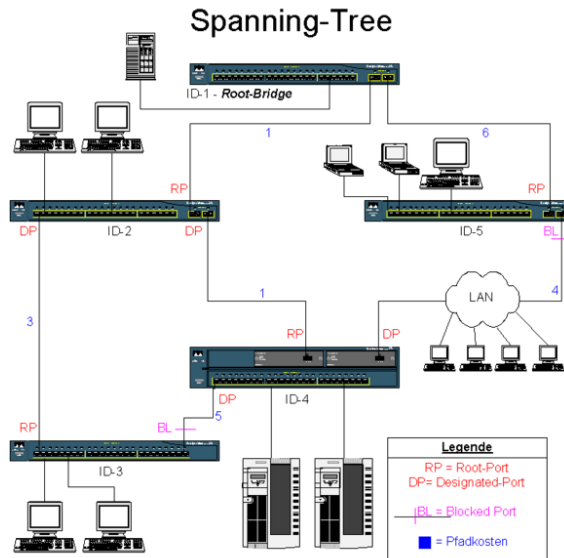 Spanning-Tree
ID-1 - Root-Bridge
1
6
RP
RP
DP
ID-2
DP
ID-5
BL
3
1
4
LAN
RP
DP
DP
ID-4
5
RP
BL
ID-3
Legende
RP = Root-Port
DP= Designated-Port
BL = Blocked Port
= Pfadkosten